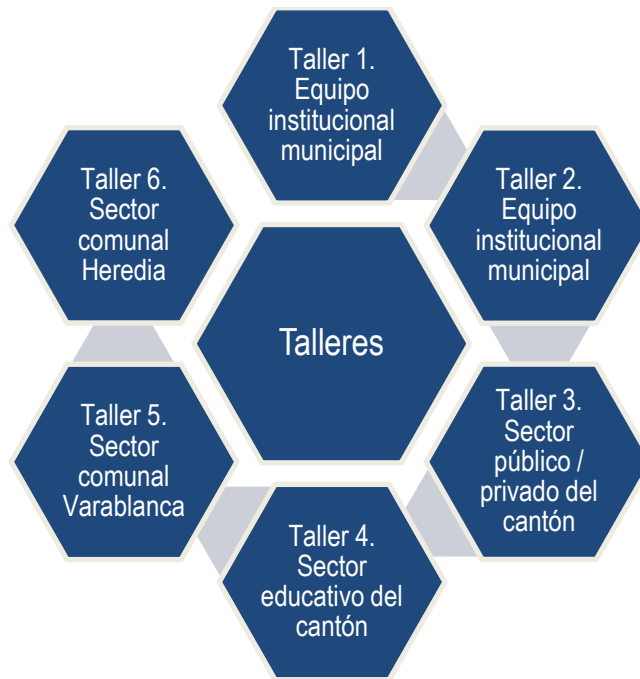 Taller 1.
Equipo
institucional
municipal
Taller 2.
Equipo
institucional
municipal
Taller 3.
Sector
público /
privado del
cantón
Taller 4.
Sector
educativo del
cantón
Taller 5.
Sector
comunal
Varablanca
Taller 6.
Sector
comunal
Heredia
Talleres